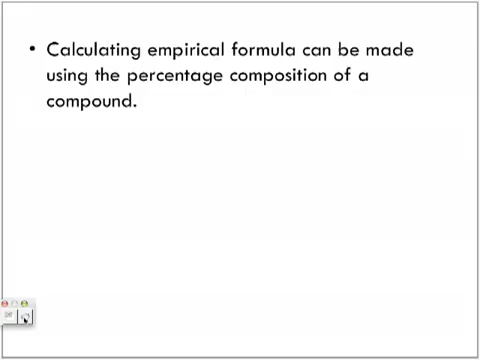 • Calculating empirical formula can be made
using the percentage composition of a
compound.